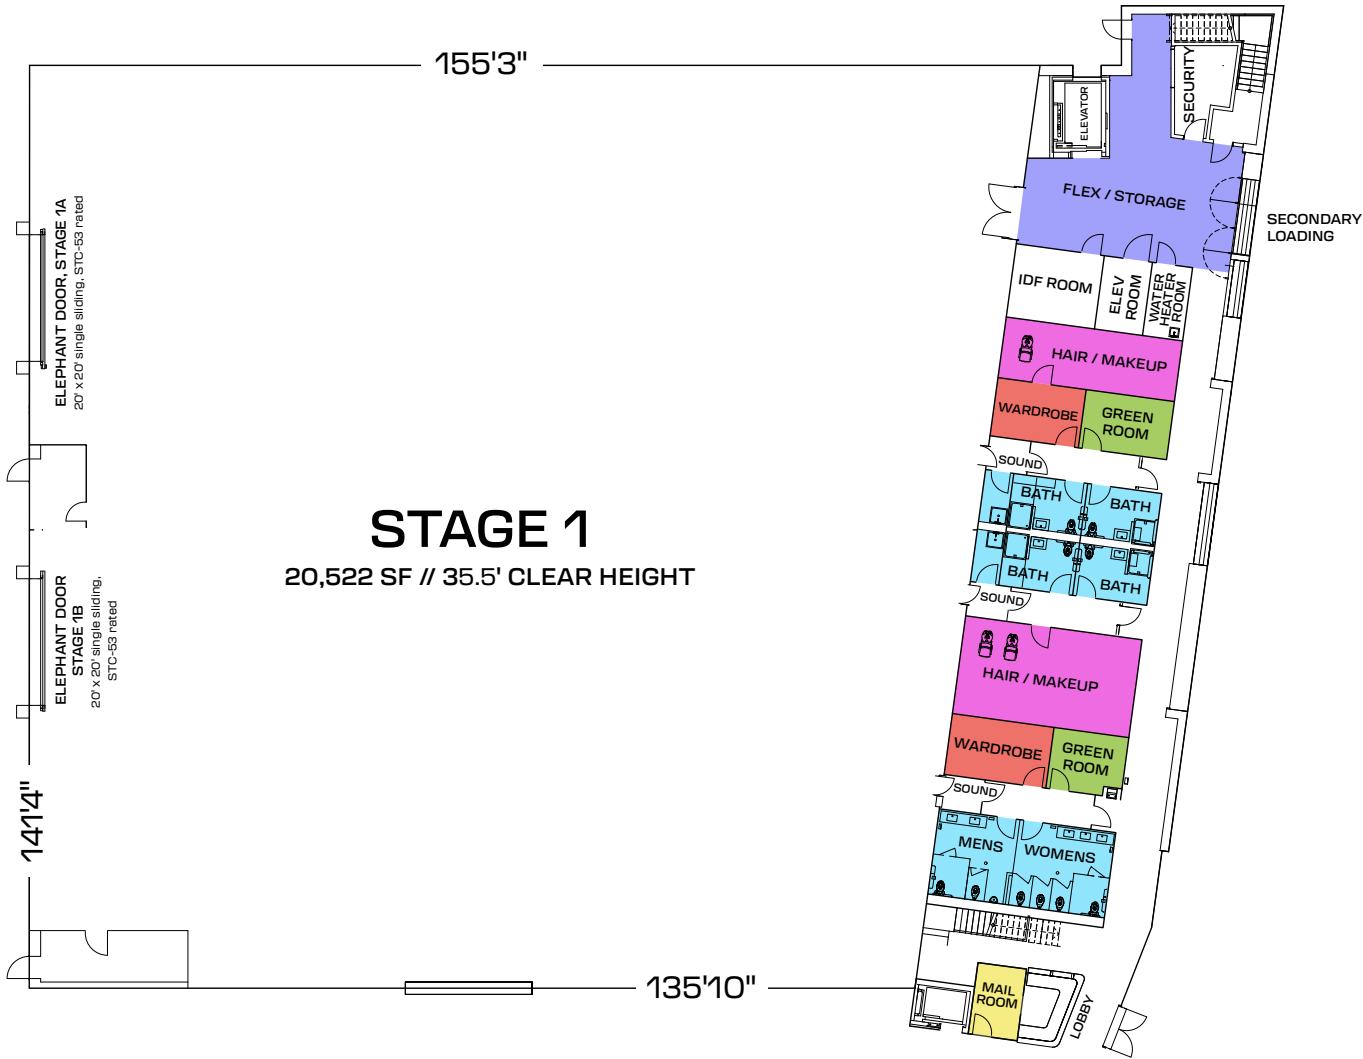 155'3"
ELEVATOR
SECURITY
FLEX / STORAGE
SECONDARY
LOADING
ELEPHANT DOOR, STAGE 1A
20' x 20' single sliding, STC-53 rated
IDF ROOM
ELEV
ROOM
WATER
HEATER
ROOM
HAIR / MAKEUP
WARDROBE
GREEN
ROOM
SOUND
BATH
BATH
STAGE 1
20,522 SF // 35.5' CLEAR HEIGHT
BATH
BATH
SOUND
ELEPHANT DOOR
STAGE 1B
20' x 20' single sliding,
STC-53 rated
HAIR / MAKEUP
WARDROBE
GREEN
ROOM
SOUND
141'4"
MENS
WOMENS
135'10"
MAIL
ROOM
LOBBY